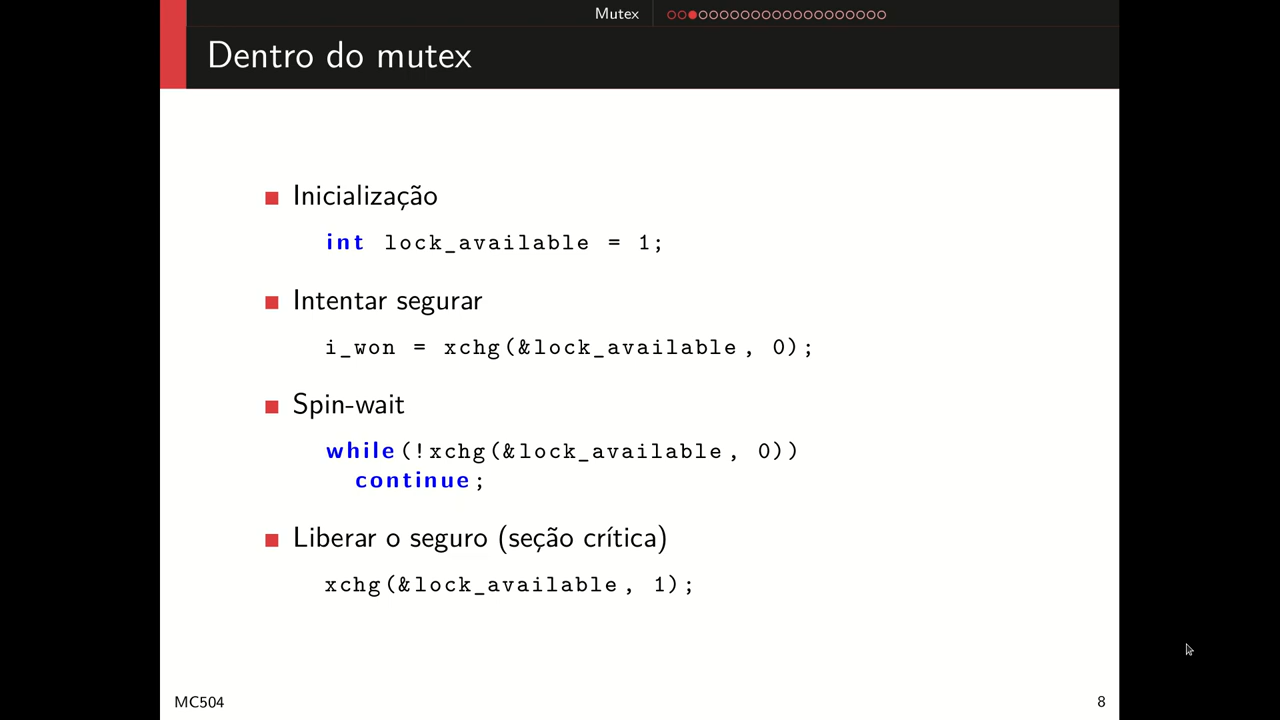 Mutex
Dentro do mutex
Inicialização
int lock_available = 1;
Intentar segurar
i_won = xchg(&lock_available, 0);
Spin-wait
while(!xchg(&lock_available, 0))
continue;
Liberar o seguro (seção crítica)
xchg(&lock_available, 1);
MC504
8